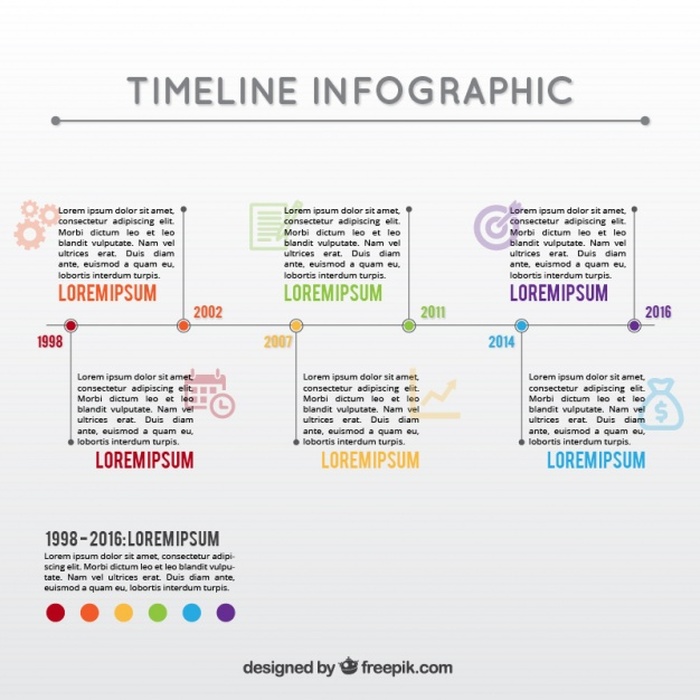 TIMELINE INFOGRAPHIC
Lorem ipsum dolor sit amet,
consectetur adipiscing elit.
Morbi dictum leo et leo
blandit vulputate. Nam vel
ultrices erat. Duis diam
ante, euismod a quam eu,
lobortis interdum turpis.
LOREMIPSUM
2002
Lorem ipsum dolor sit amet,
consectetur adipiscing elit.
Morbi dictum leo et leo
blandit vulputate. Nam vel
ultrices erat. Duis diam
ante, euismod a quam eu,
lobortis interdum turpis.
LOREMIPSUM
2011
Lorem ipsum dolor sit amet,
consectetur adipiscing elit.
Morbi dictum leo et leo
blandit vulputate. Nam vel
ultrices erat. Duis diam
ante, euismod a quam eu,
lobortis interdum turpis.
LOREMIPSUM
2016
1998
Lorem ipsum dolor sit amet,
consectetur adipiscing elit.
Morbi dictum leo et leo
blandit vulputate. Nam vel
ultrices erat. Duis diam
ante, euismod a quam eu,
lobortis interdum turpis.
LOREMIPSUM
2007
Lorem ipsum dolor sit amet,
consectetur adipiscing elit.
Morbi dictum leo et leo
blandit vulputate. Nam vel
ultrices erat. Duis diam
ante, euismod a quam eu,
lobortis interdum turpis.
LOREMIPSUM
2014
Lorem ipsum dolor sit amet,
consectetur adipiscing elit.
Morbi dictum leo et leo
blandit vulputate. Nam vel
ultrices erat. Duis diam
ante, euismod a quam eu,
lobortis interdum turpis.
LOREMIPSUM
$
1998-2016: LOREMIPSUM
Lorem ipsum dolor sit amet, consectetur adipi-
scing elit. Morbi dictum leo et leo blandit vulpu-
tate. Nam vel ultrices erat. Duis diam ante,
euismod a quam eu, lobortis interdum turpis.
designed by freepik.com